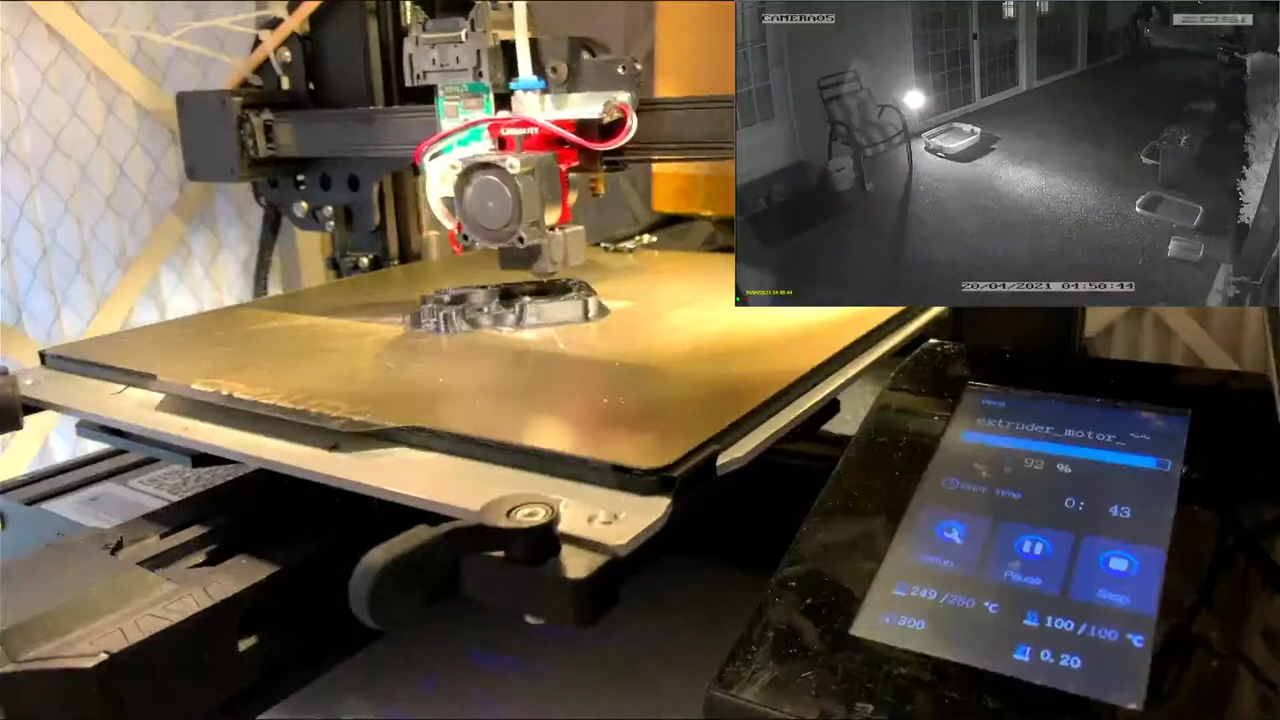 CAMERA05
ZOSI
20/04/2021 04:50:44
extruder_motor_~~
92 %
0: 43
Pause
Stop
249/250 °C
100/100 °C
300
0.20